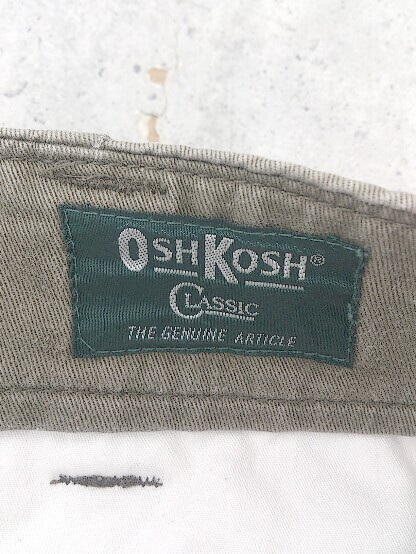 OSHKOSH®
CLASSIC
THE GENUINE ARTICLE